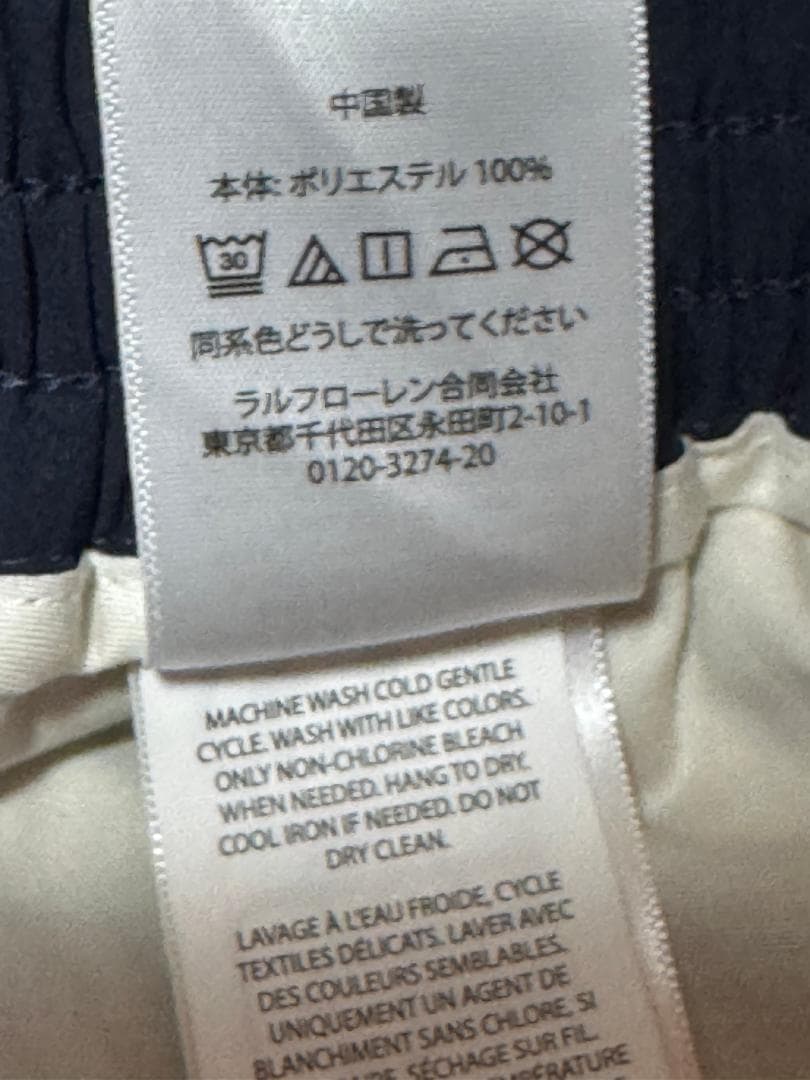 中国製
本体: ポリエステル 100%
30
同系色どうしで洗ってください
ラルフローレン合同会社
東京都千代田区永田町2-10-1
0120-3274-20
MACHINE WASH COLD GENTLE
CYCLE. WASH WITH LIKE COLORS.
ONLY NON-CHLORINE BLEACH
WHEN NEEDED. HANG TO DRY.
COOL IRON IF NEEDED. DO NOT
DRY CLEAN.
LAVAGE À L'EAU FROIDE, CYCLE
TEXTILES DÉLICATS. LAVER AVEC
DES COULEURS SEMBLABLES.
UNIQUEMENT UN AGENT DE
BLANCHIMENT SANS CHLORE, SI
SÉCHAGE SUR FIL.